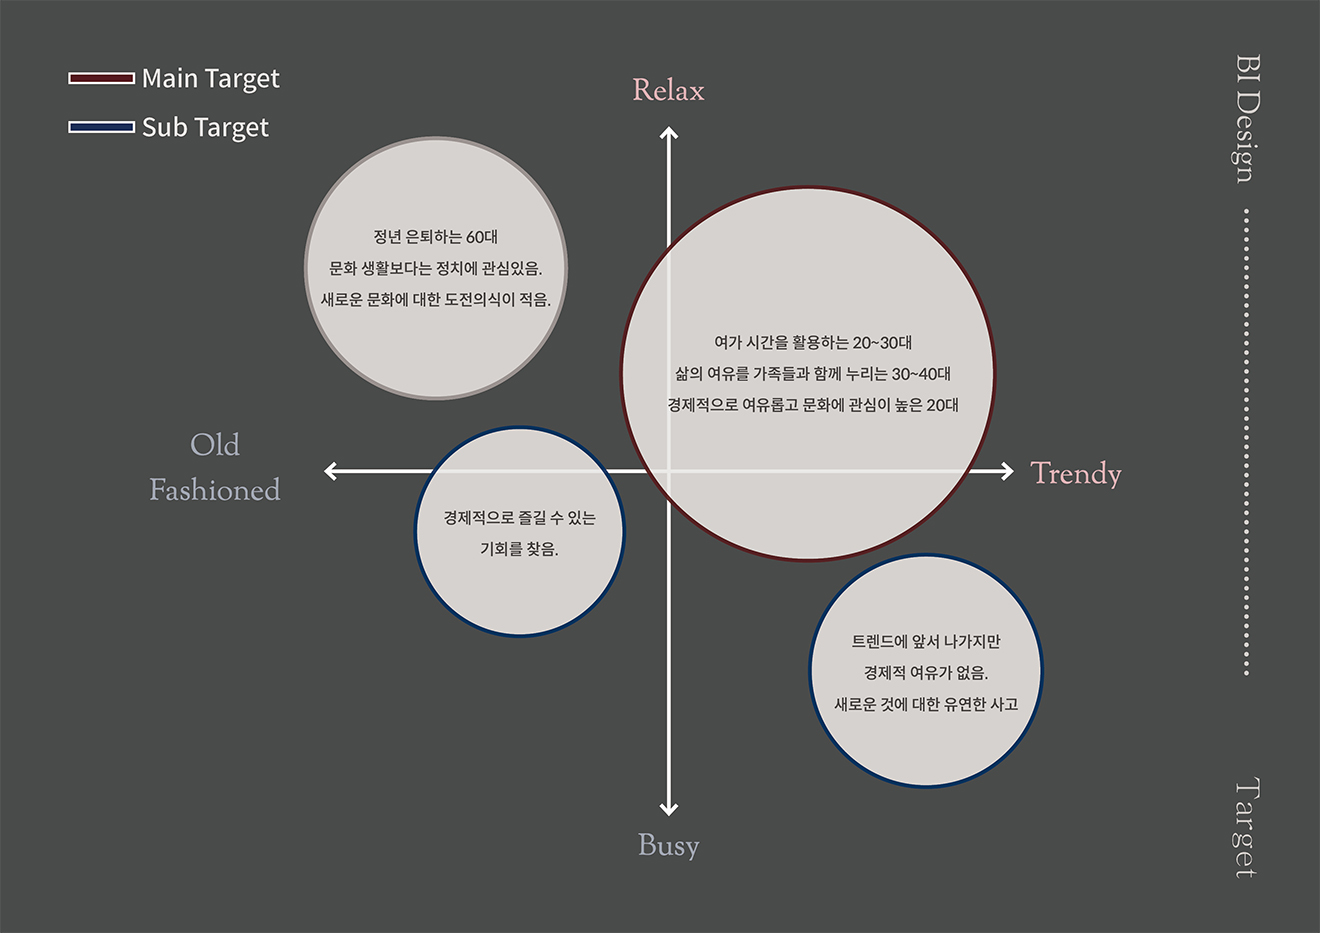 Main Target
Sub Target
Relax
정년 은퇴하는 60대
문화 생활보다는 정치에 관심있음.
새로운 문화에 대한 도전의식이 적음.
여가 시간을 활용하는 20~30대
삶의 여유를 가족들과 함께 누리는 30~40대
경제적으로 여유롭고 문화에 관심이 높은 20대
Old
Fashioned
Trendy
경제적으로 즐길 수 있는
기회를 찾음.
트렌드에 앞서 나가지만
경제적 여유가 없음.
새로운 것에 대한 유연한 사고
Busy
BI Design
Target